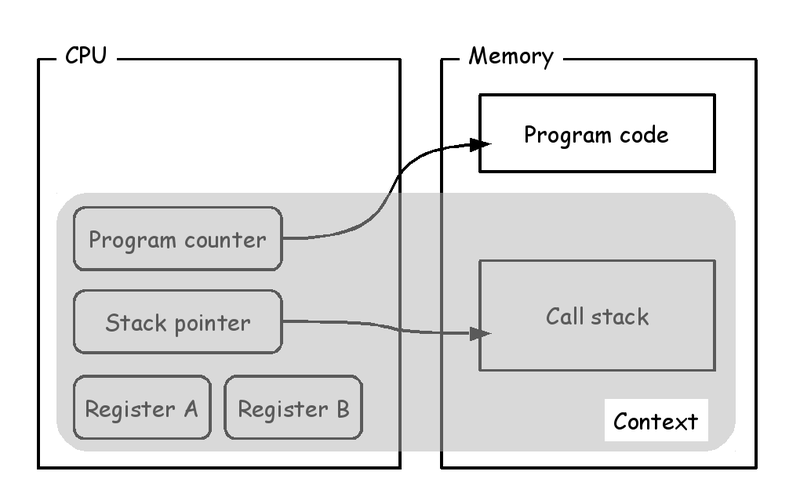 CPU
Memory
Program code
Program counter
Stack pointer
Call stack
Register A
Register B
Context